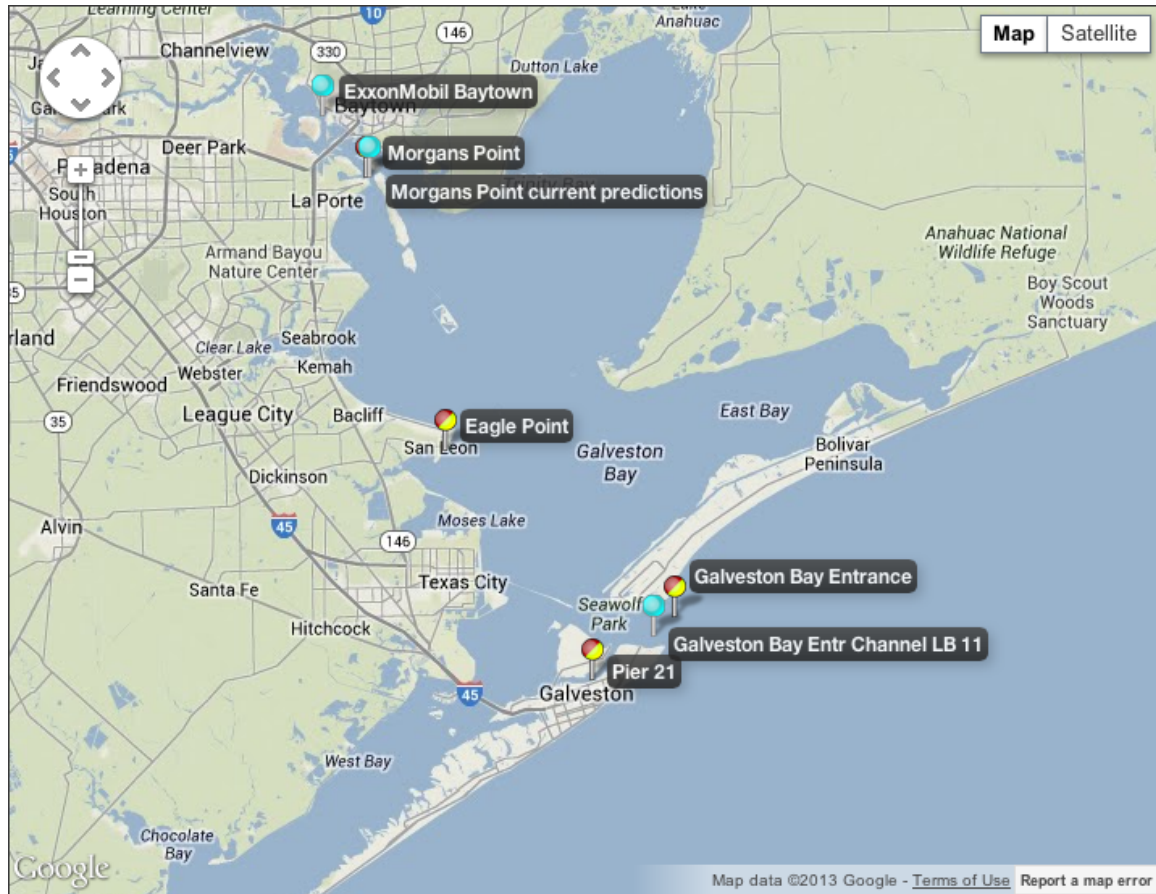 Learning Center
10
Lake
Anahuac
Map
Satellite
146
Channelview
330
Dutton Lake
ExxonMobil Baytown
Baytown
Deer Park
Morgans Point
Pasadena
Trinity Bay
Morgans Point current predictions
South
Houston
La Porte
Armand Bayou
Nature Center
Anahuac National
Wildlife Refuge
Boy Scout
Woods
Sanctuary
Seabrook
Clear Lake
Kemah
Webster
Friendswood
League City
Bacliff
East Bay
35
Eagle Point
San Leon
Galveston
Bay
Bolivar
Peninsula
Dickinson
Alvin
45
Moses Lake
146
Santa Fe
Texas City
Galveston Bay Entrance
Seawolf
Park
Hitchcock
Galveston Bay Entr Channel LB 11
Pier 21
45
Galveston
West Bay
Chocolate
Bay
Google
Map data ©2013 Google - Terms of Use
Report a map error